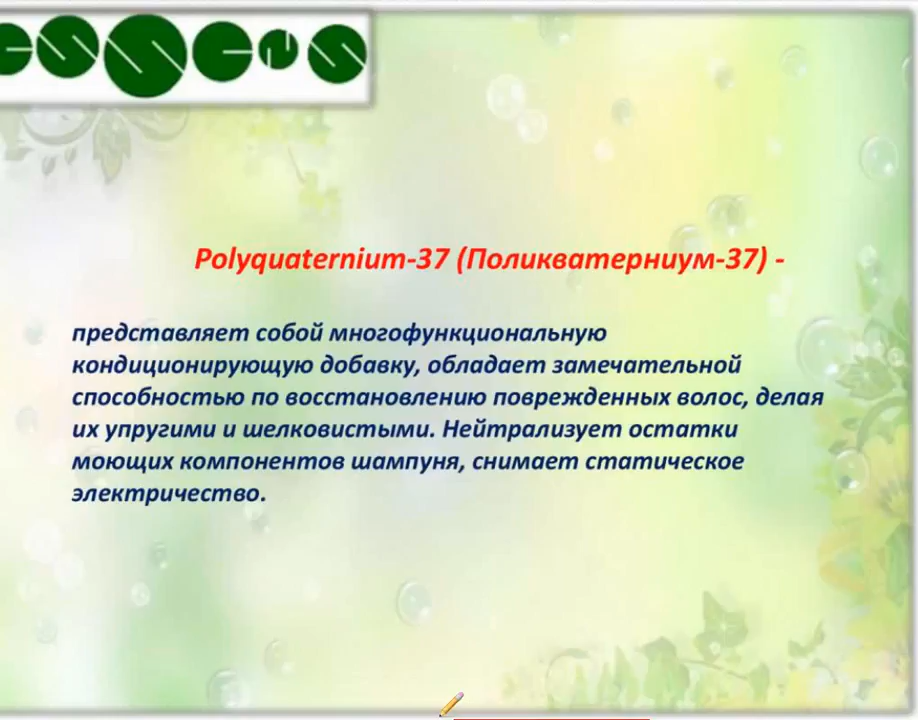 Polyquaternium-37 (Поликватерниум-37) -
представляет собой многофункциональную
кондиционирующую добавку, обладает замечательной
способностью по восстановлению поврежденных волос, делая
их упругими и шелковистыми. Нейтрализует остатки
моющих компонентов шампуня, снимает статическое
электричество.